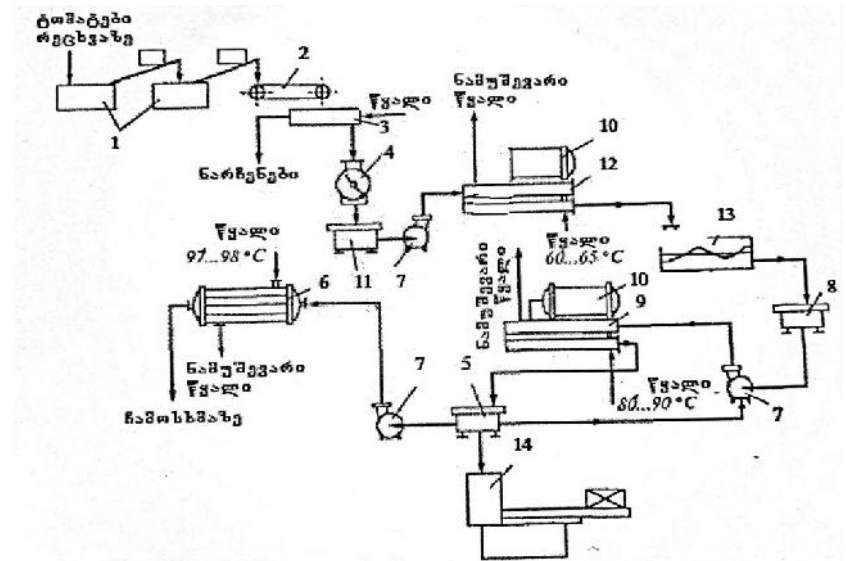 ტომატები
რეცხვაზე
1
2
წყალი
3
ნარჩენები
4
11
7
ნამუშევარი
წყალი
10
12
წყალი
60...65°C
13
8
წყალი
97...98°C
6
ნამუშევარი
წყალი
ჩამოსხმაზე
ნამუშევარი
წყალი
10
9
წყალი
80...90°C
7
7
5
14